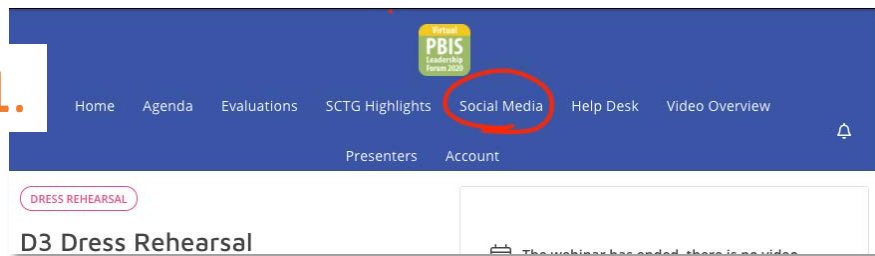 Virtual
PBIS
Leadership
Forum 2020
1.
Home Agenda Evaluations SCTG Highlights Social Media Help Desk Video Overview
Presenters Account
DRESS REHEARSAL
D3 Dress Rehearsal
The webinar has ended, there is no video